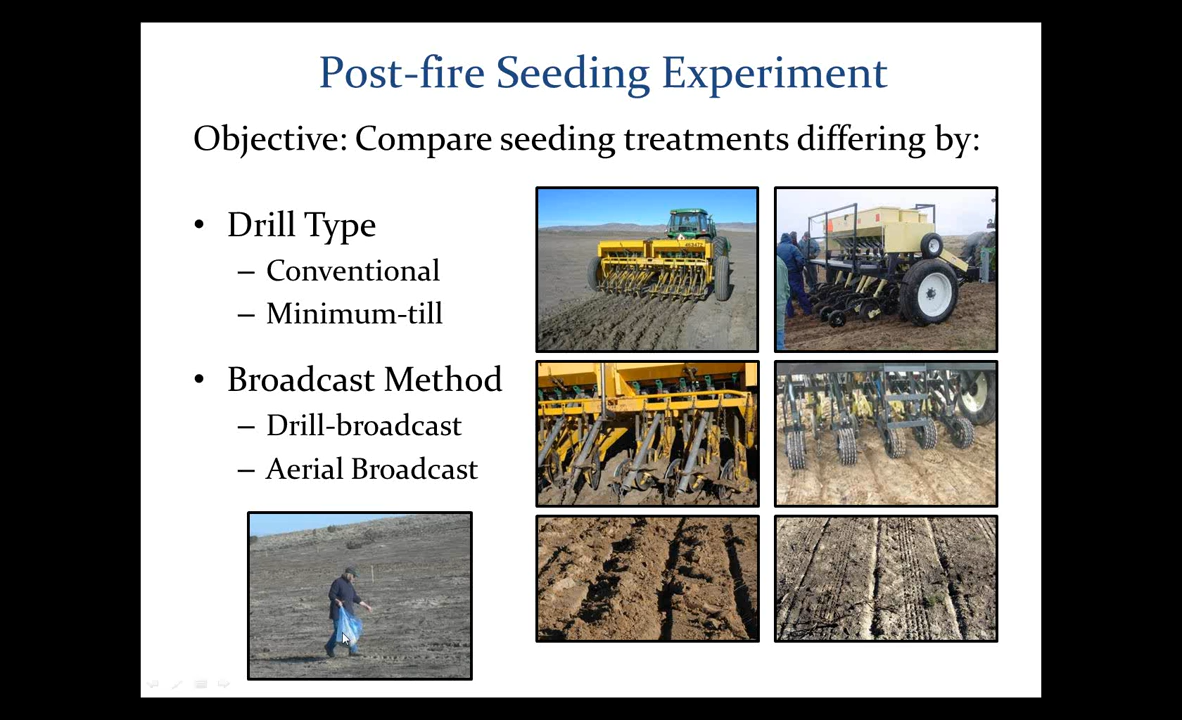 Post-fire Seeding Experiment
Objective: Compare seeding treatments differing by:
• Drill Type
– Conventional
– Minimum-till
• Broadcast Method
– Drill-broadcast
– Aerial Broadcast